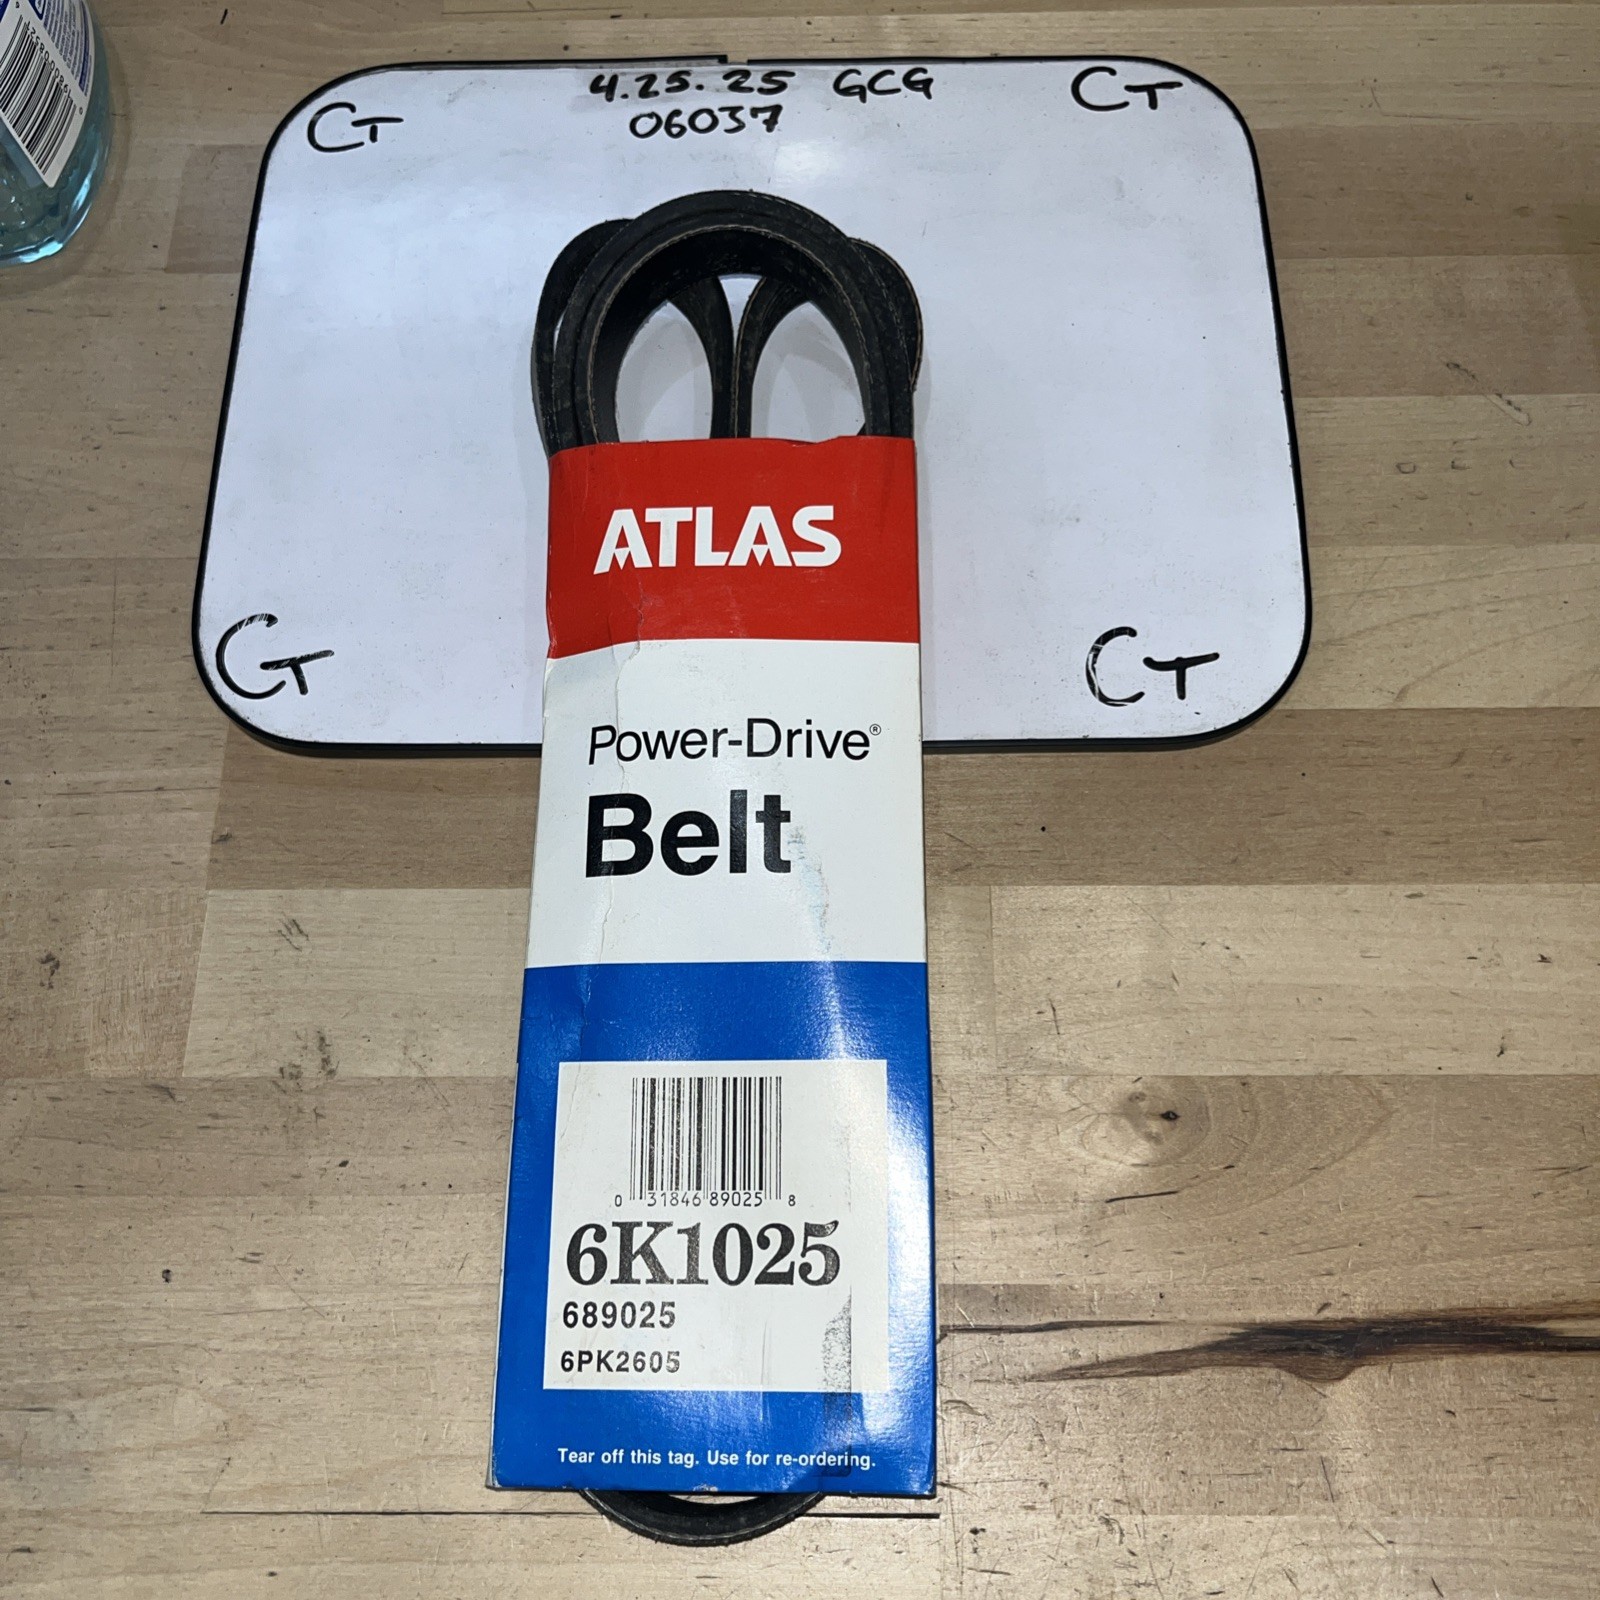 4.25.25 GCG
06037
CT
CT
ATLAS
CT
CT
Power-Drive®
Belt
0 31846 89025 8
6K1025
689025
6PK2605
Tear off this tag. Use for re-ordering.